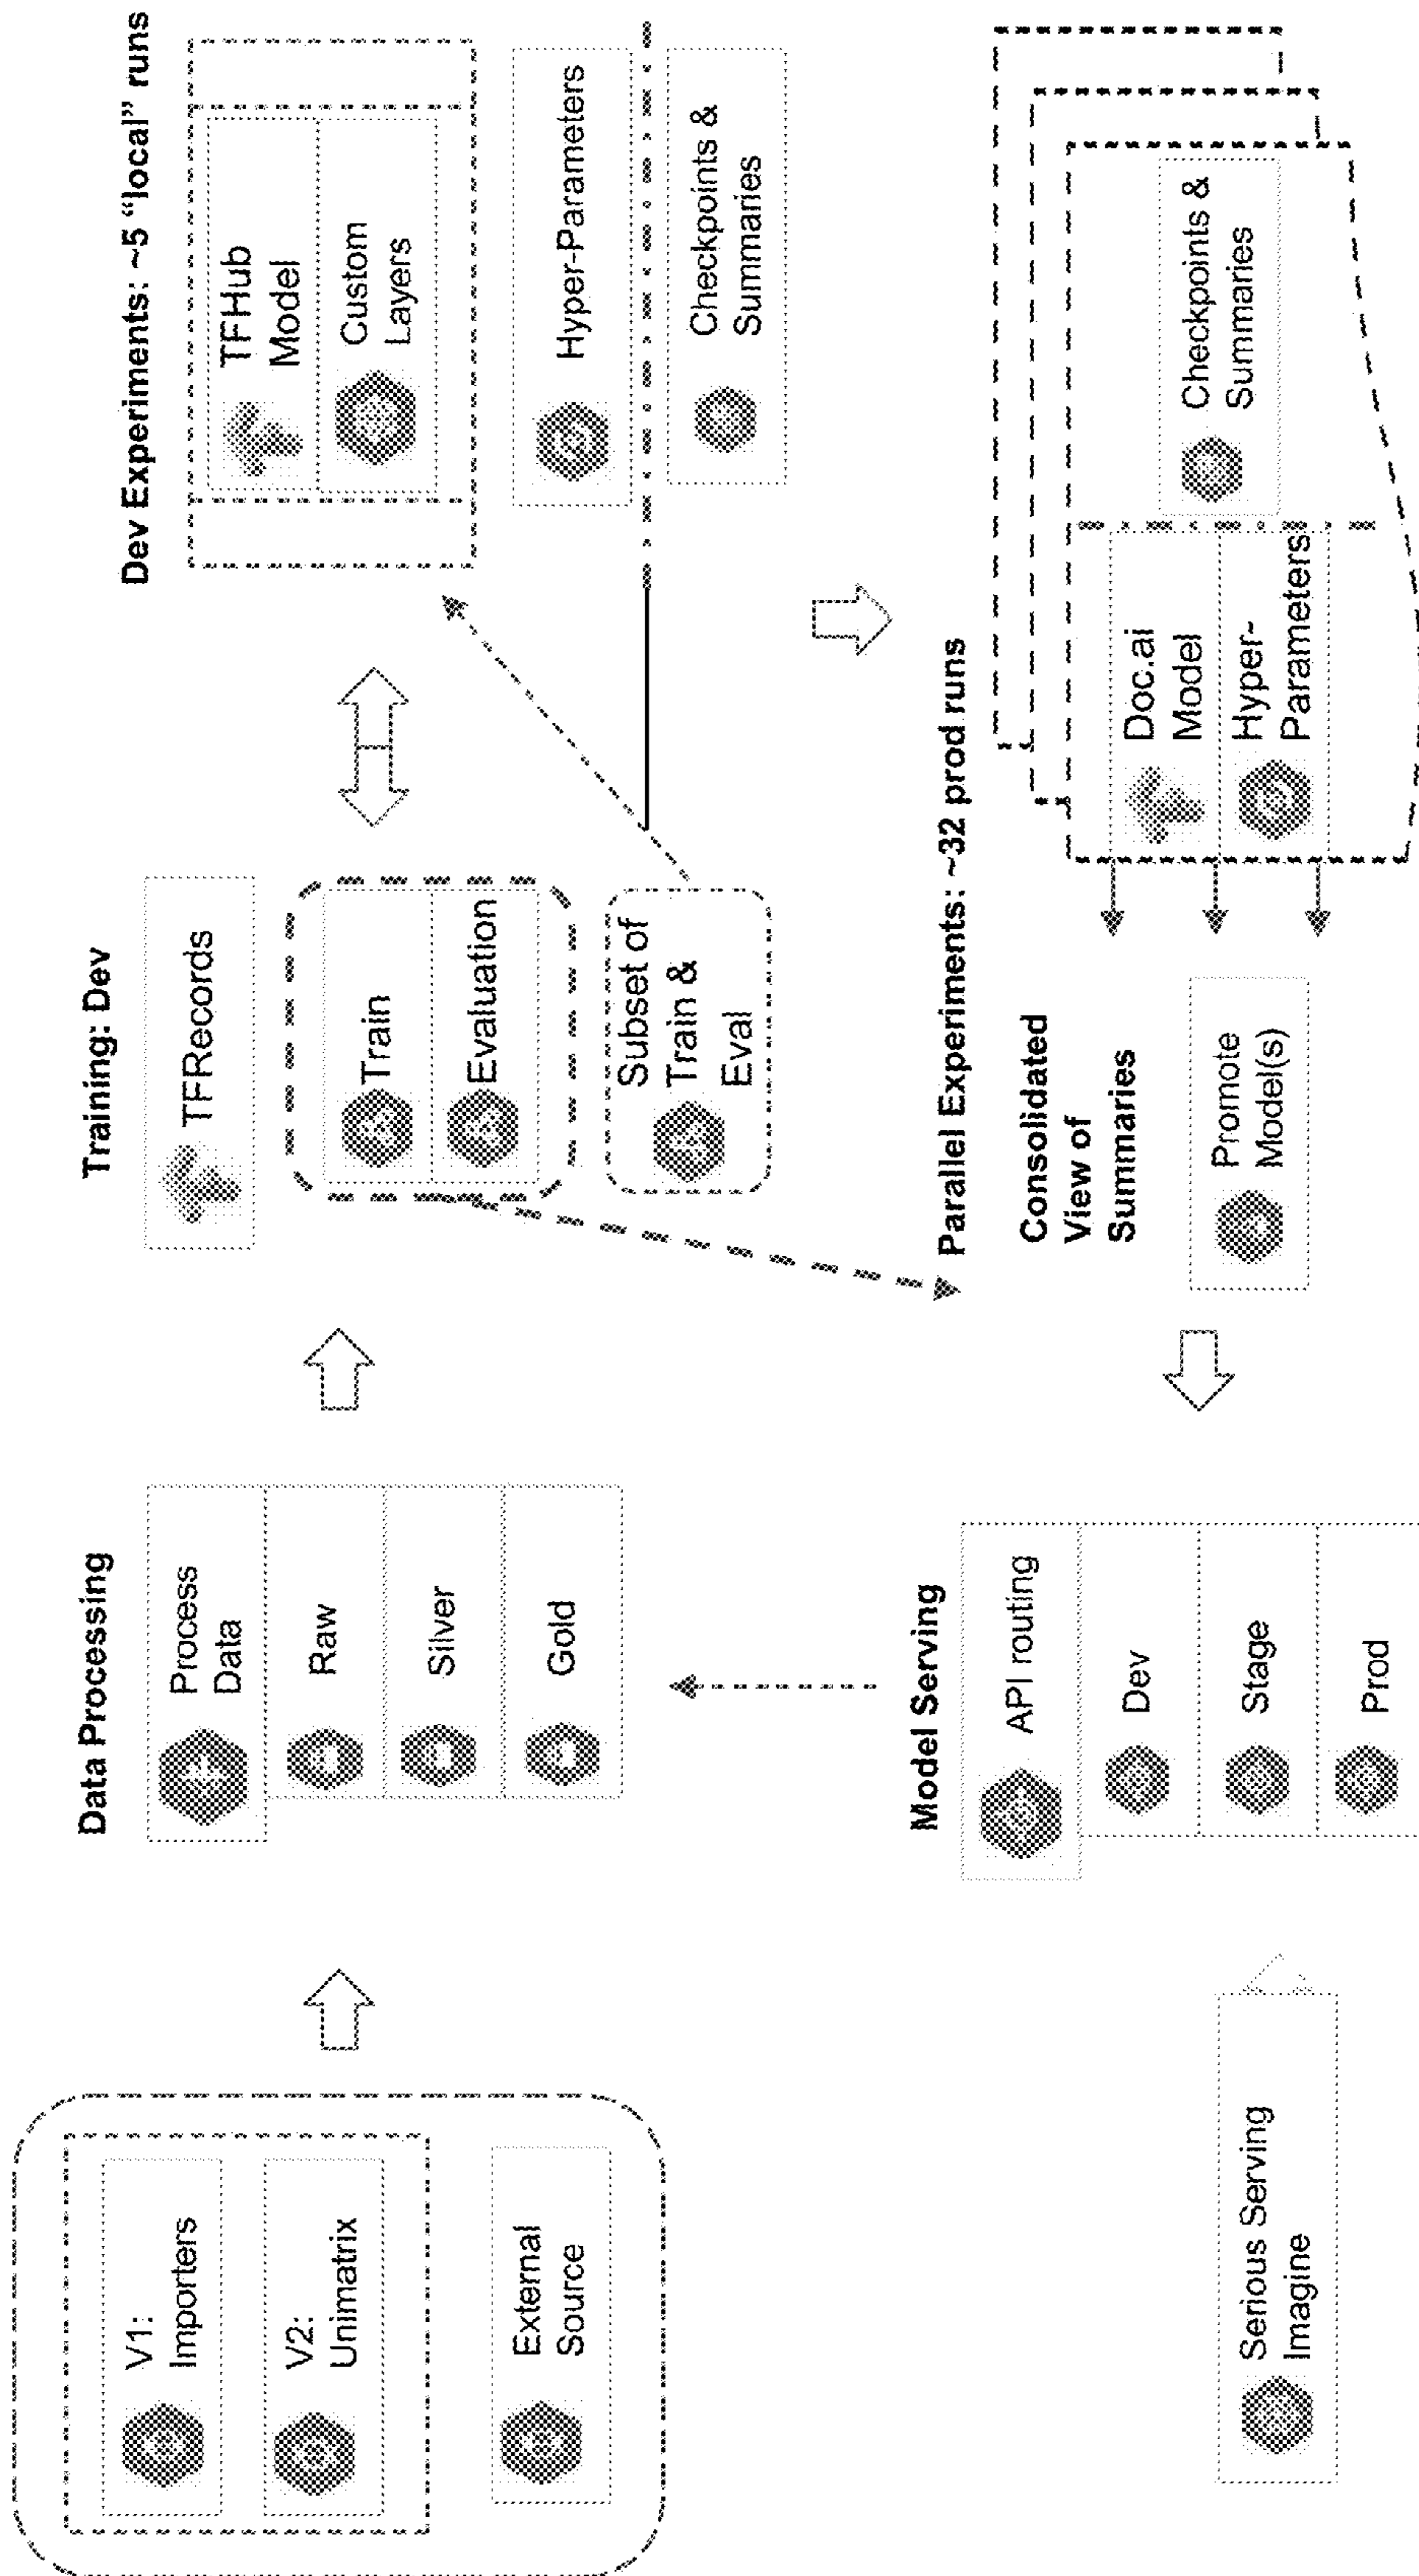 V1:
Importers
V2:
Unimatrix
External
Source
Data Processing
Process
Data
Raw
Silver
Gold
Training: Dev
TFRecords
Train
Evaluation
Subset of
Train &
Eval
Dev Experiments: ~5 “local” runs
TFHub
Model
Custom
Layers
Hyper-Parameters
Checkpoints &
Summaries
Serious Serving
Imagine
Model Serving
API routing
Dev
Stage
Prod
Parallel Experiments: ~32 prod runs
Consolidated
View of
Summaries
Promote
Model(s)
Doc.ai
Model
Hyper-
Parameters
Checkpoints &
Summaries